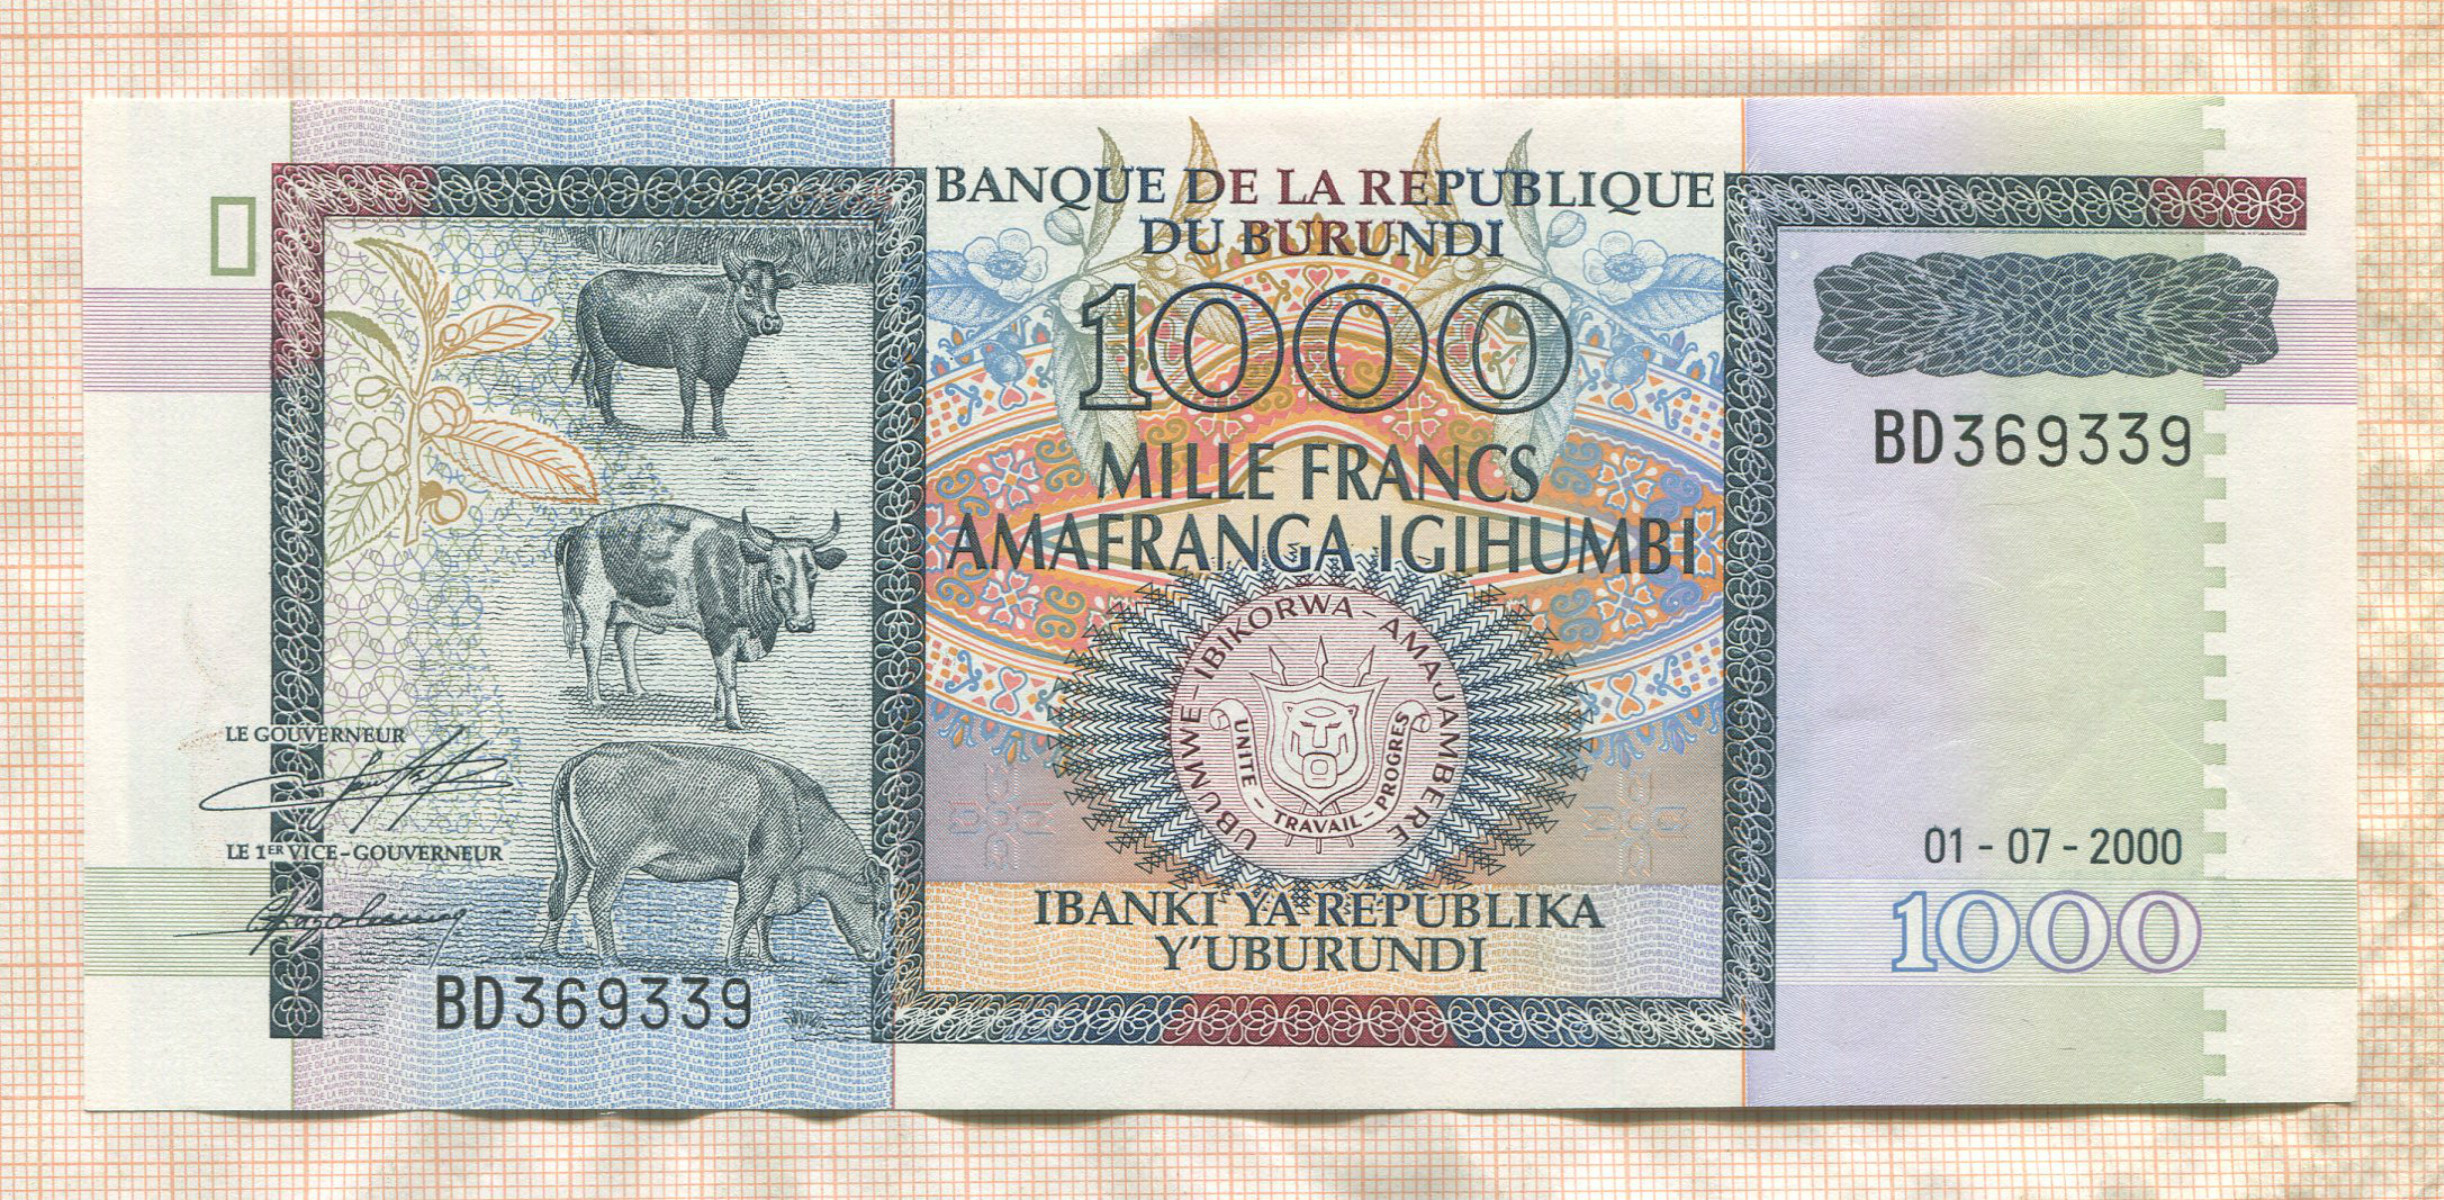 BANQUE DE LA REPUBLIQUE
DU BURUNDI
1000
MILLE FRANCS
AMAFRANGA IGIHUMBI
BD369339
LE GOUVERNEUR
LE 1ER VICE-GOUVERNEUR
BD369339
UBUMWE - IBIKORWA - AMAJAMBERE
UNITE - TRAVAIL - PROGRES
IBANKI YA REPUBLIKA
Y'UBURUNDI
01 - 07 - 2000
1000